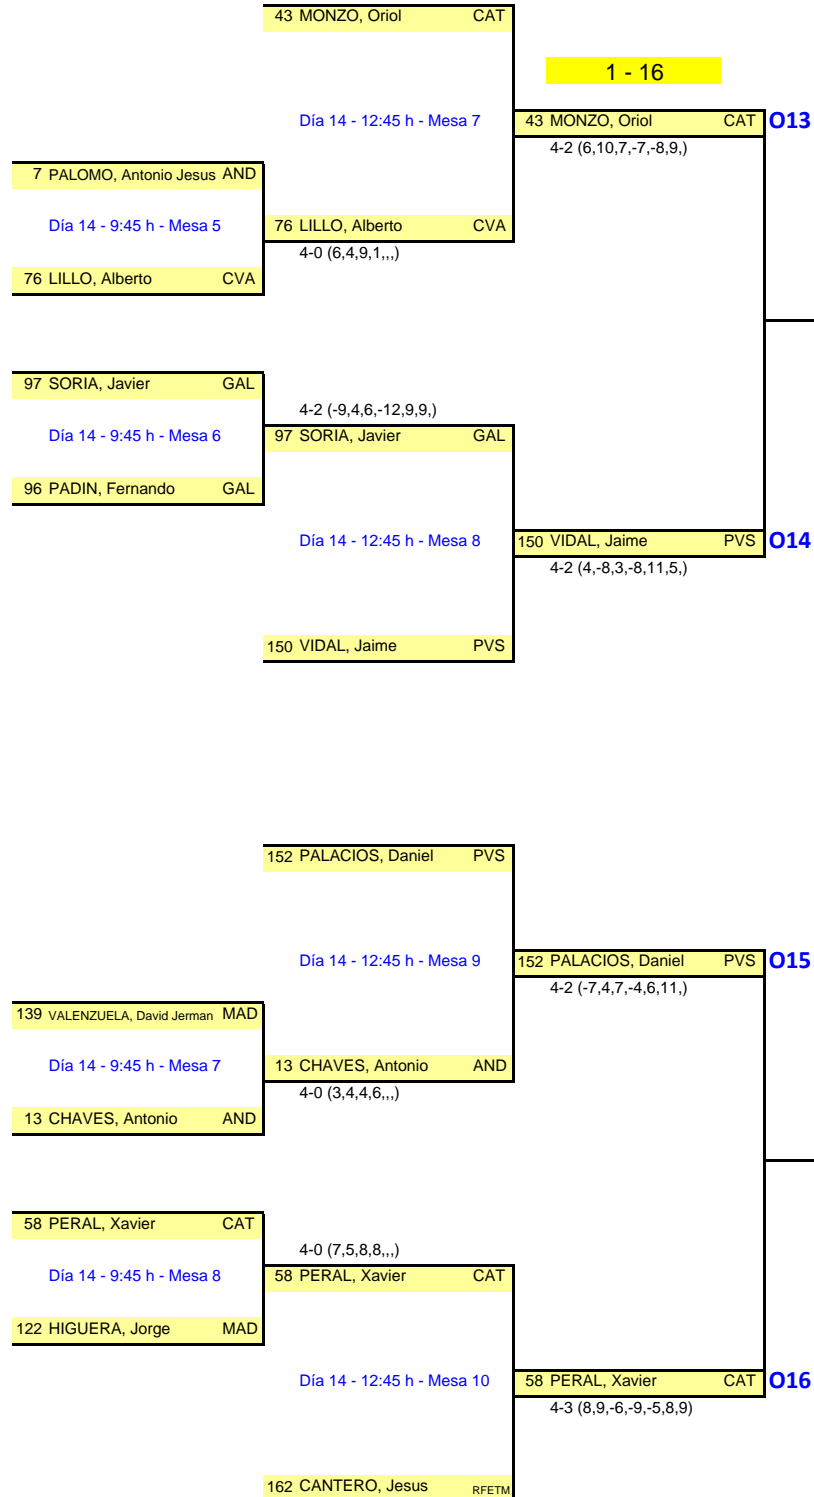 43 MONZO, Oriol CAT
1 - 16
Día 14 - 12:45 h - Mesa 7
43 MONZO, Oriol CAT O13
4-2 (6,10,7,-7,-8,9,)
7 PALOMO, Antonio Jesus AND
Día 14 - 9:45 h - Mesa 5
76 LILLO, Alberto CVA
4-0 (6,4,9,1,,,)
76 LILLO, Alberto CVA
97 SORIA, Javier GAL
4-2 (-9,4,6,-12,9,9,)
Día 14 - 9:45 h - Mesa 6
97 SORIA, Javier GAL
96 PADIN, Fernando GAL
Día 14 - 12:45 h - Mesa 8
150 VIDAL, Jaime PVS O14
4-2 (4,-8,3,-8,11,5,)
150 VIDAL, Jaime PVS
152 PALACIOS, Daniel PVS
Día 14 - 12:45 h - Mesa 9
152 PALACIOS, Daniel PVS O15
4-2 (-7,4,7,-4,6,11,)
139 VALENZUELA, David Jerman MAD
Día 14 - 9:45 h - Mesa 7
13 CHAVES, Antonio AND
4-0 (3,4,4,6,,,)
13 CHAVES, Antonio AND
58 PERAL, Xavier CAT
4-0 (7,5,8,8,,,)
Día 14 - 9:45 h - Mesa 8
58 PERAL, Xavier CAT
122 HIGUERA, Jorge MAD
Día 14 - 12:45 h - Mesa 10
58 PERAL, Xavier CAT O16
4-3 (8,9,-6,-9,-5,8,9)
162 CANTERO, Jesus RFETM